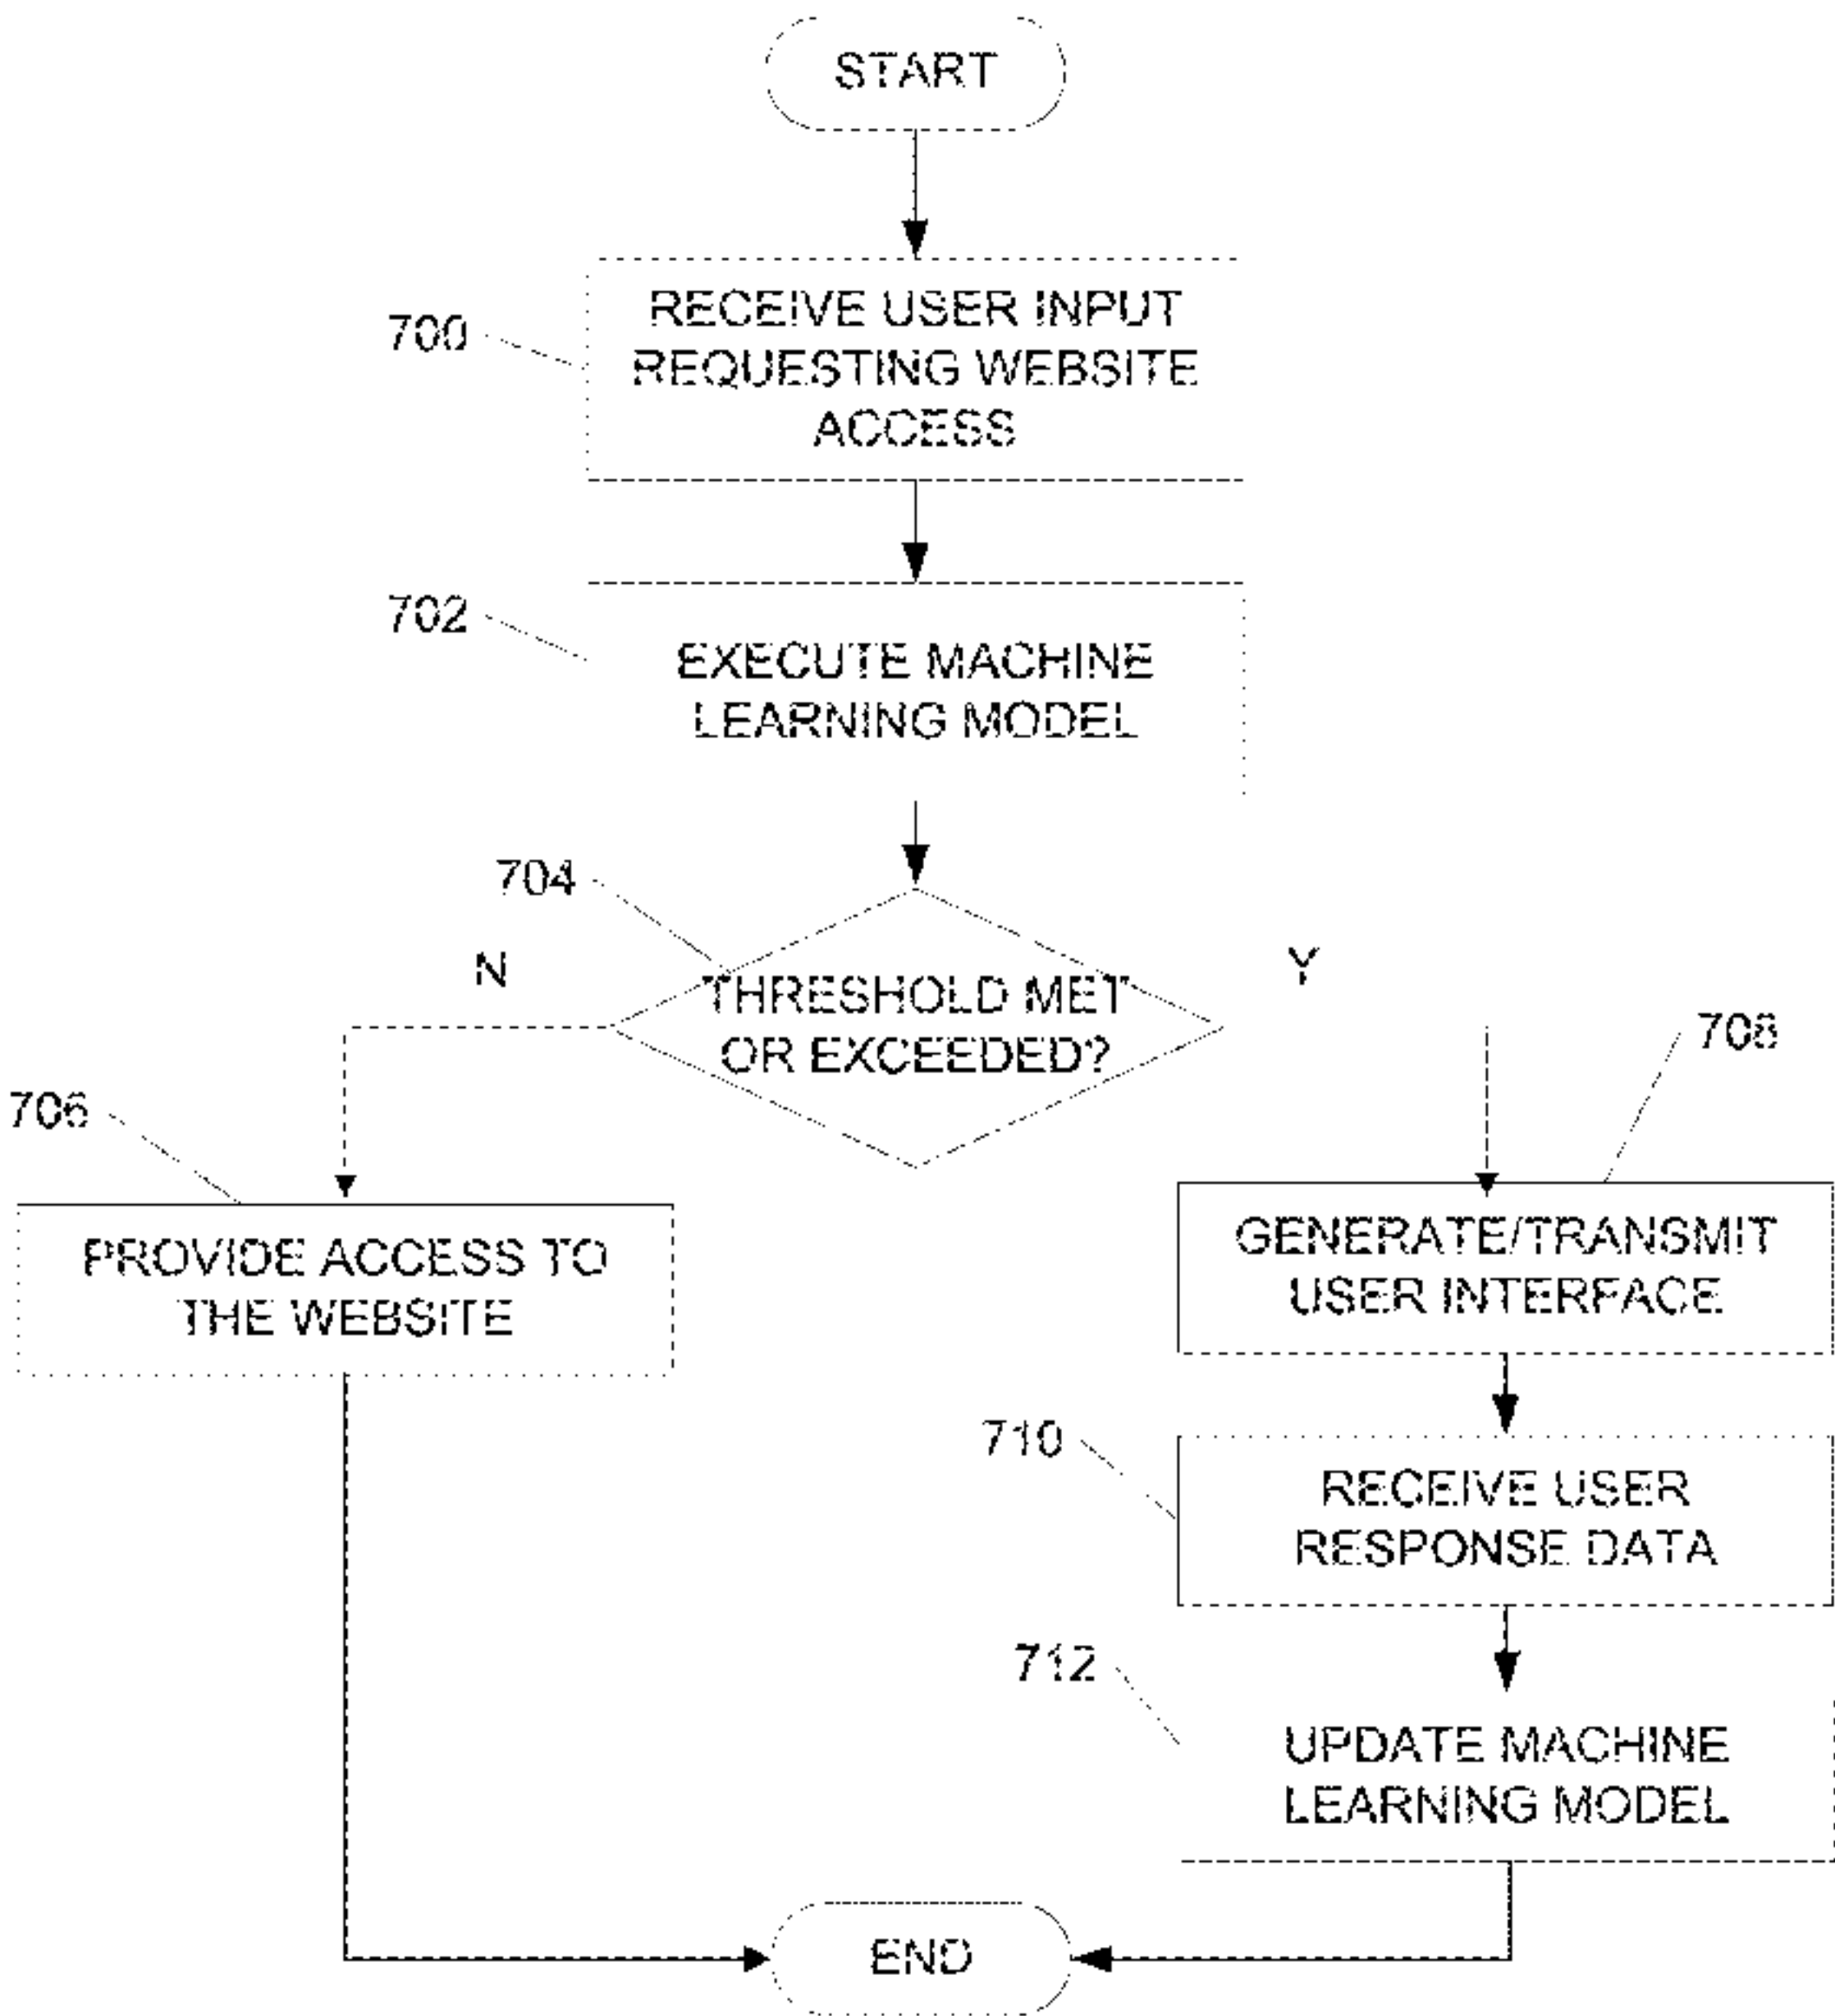 START
700
RECEIVE USER INPUT
REQUESTING WEBSITE
ACCESS
702
EXECUTE MACHINE
LEARNING MODEL
704
N
Y
THRESHOLD MET
OR EXCEEDED?
706
708
PROVIDE ACCESS TO
THE WEBSITE
GENERATE/TRANSMIT
USER INTERFACE
710
RECEIVE USER
RESPONSE DATA
712
UPDATE MACHINE
LEARNING MODEL
END